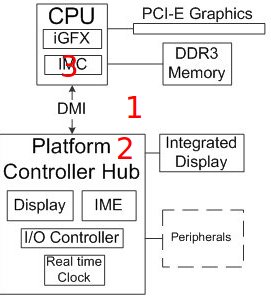 CPU
PCI-E Graphics
iGFX
IMC
3
DDR3
Memory
DMI
1
Platform 2
Controller Hub
Integrated
Display
Display
IME
I/O Controller
Peripherals
Real time
Clock